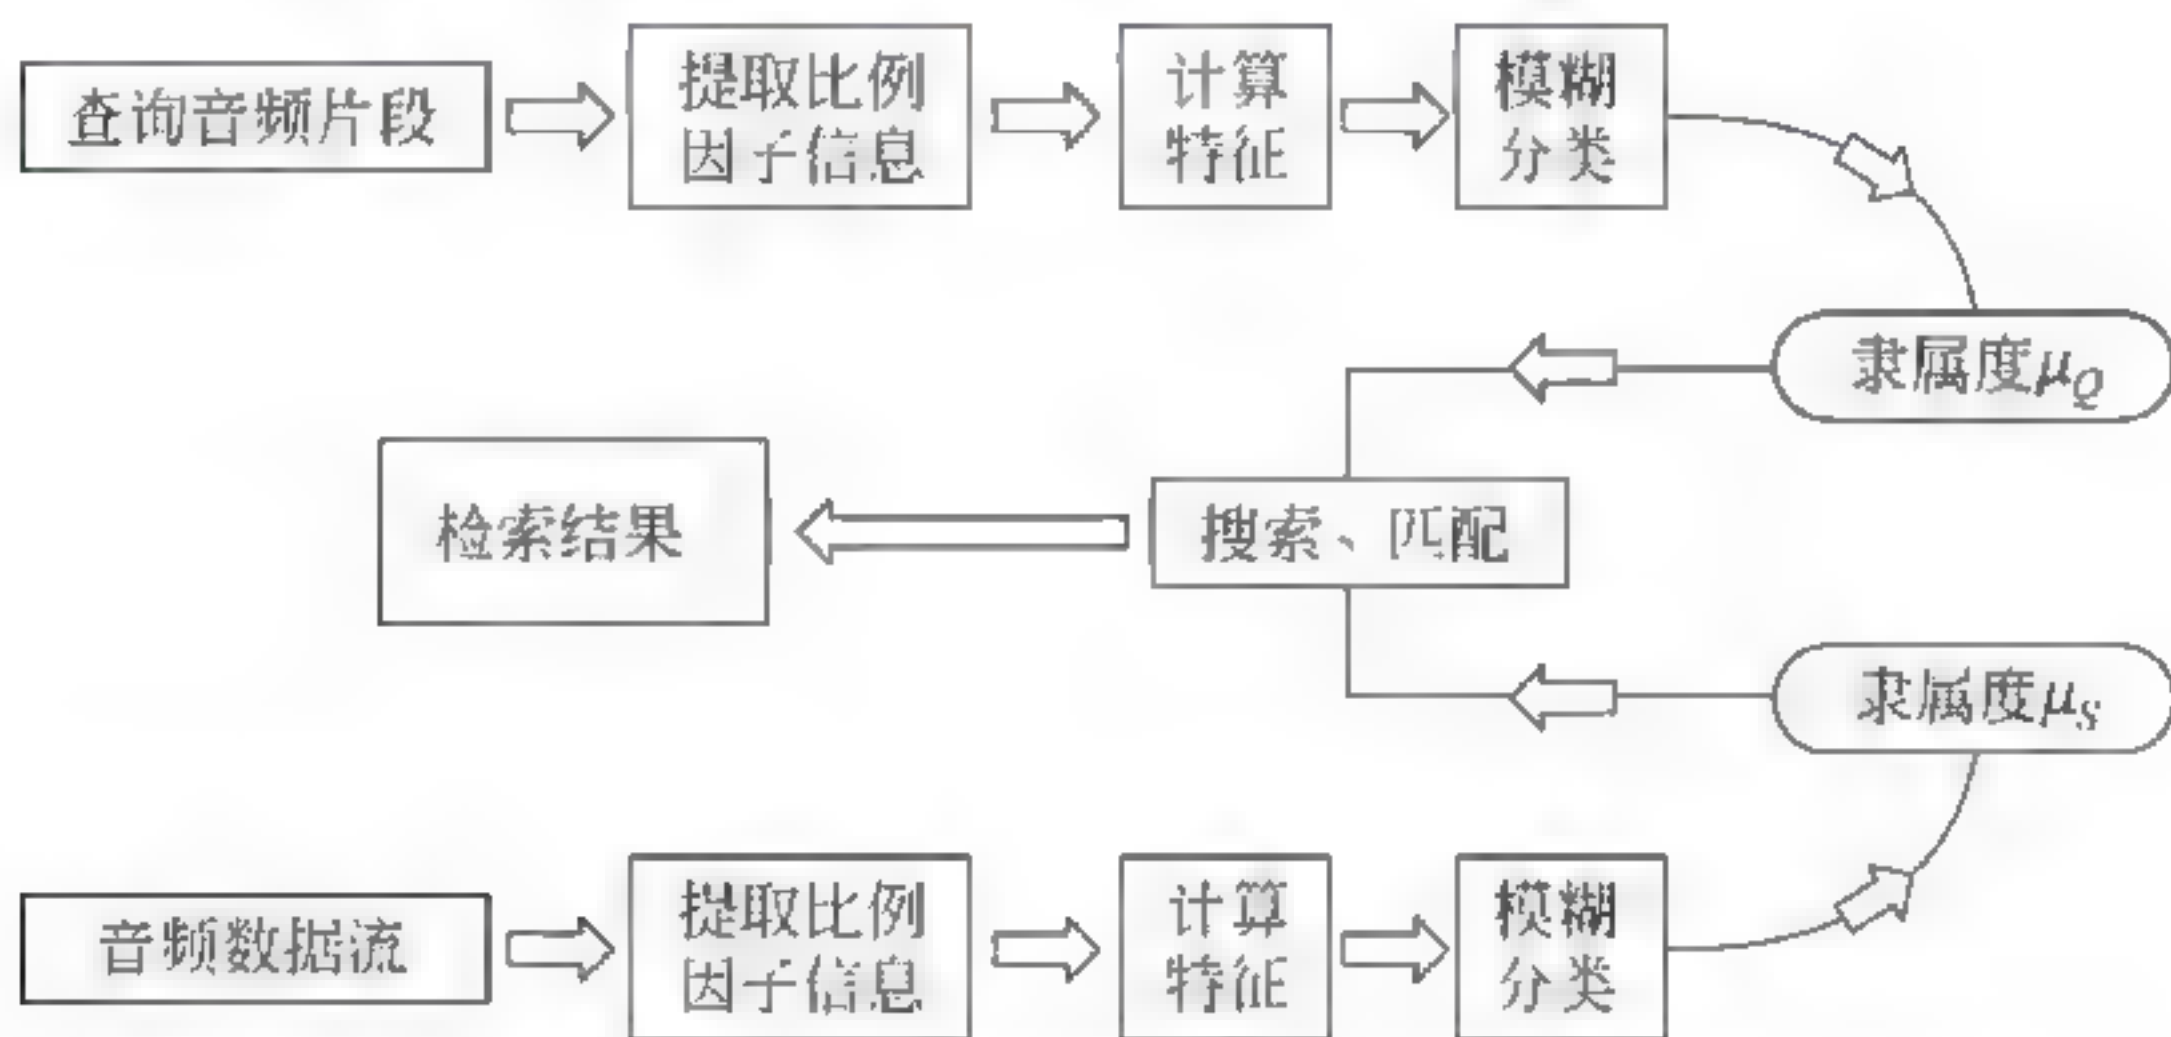 查询音频片段
提取比例
因子信息
计算
特征
模糊
分类
隶属度μQ
检索结果
搜索、匹配
隶属度μS
音频数据流
提取比例
因子信息
计算
特征
模糊
分类